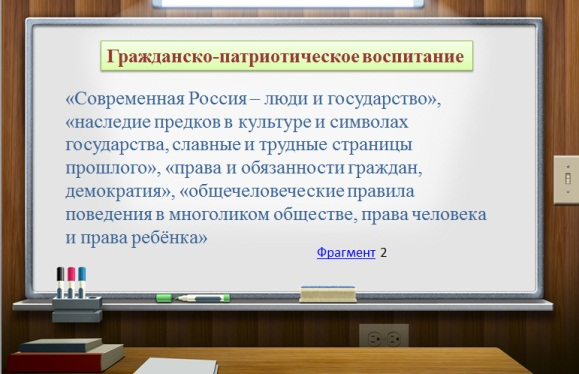 Гражданско-патриотическое воспитание
«Современная Россия – люди и государство»,
«наследие предков в культуре и символах
государства, славные и трудные страницы
прошлого», «права и обязанности граждан,
демократия», «общечеловеческие правила
поведения в многоликом обществе, права человека
и права ребёнка»
Фрагмент 2